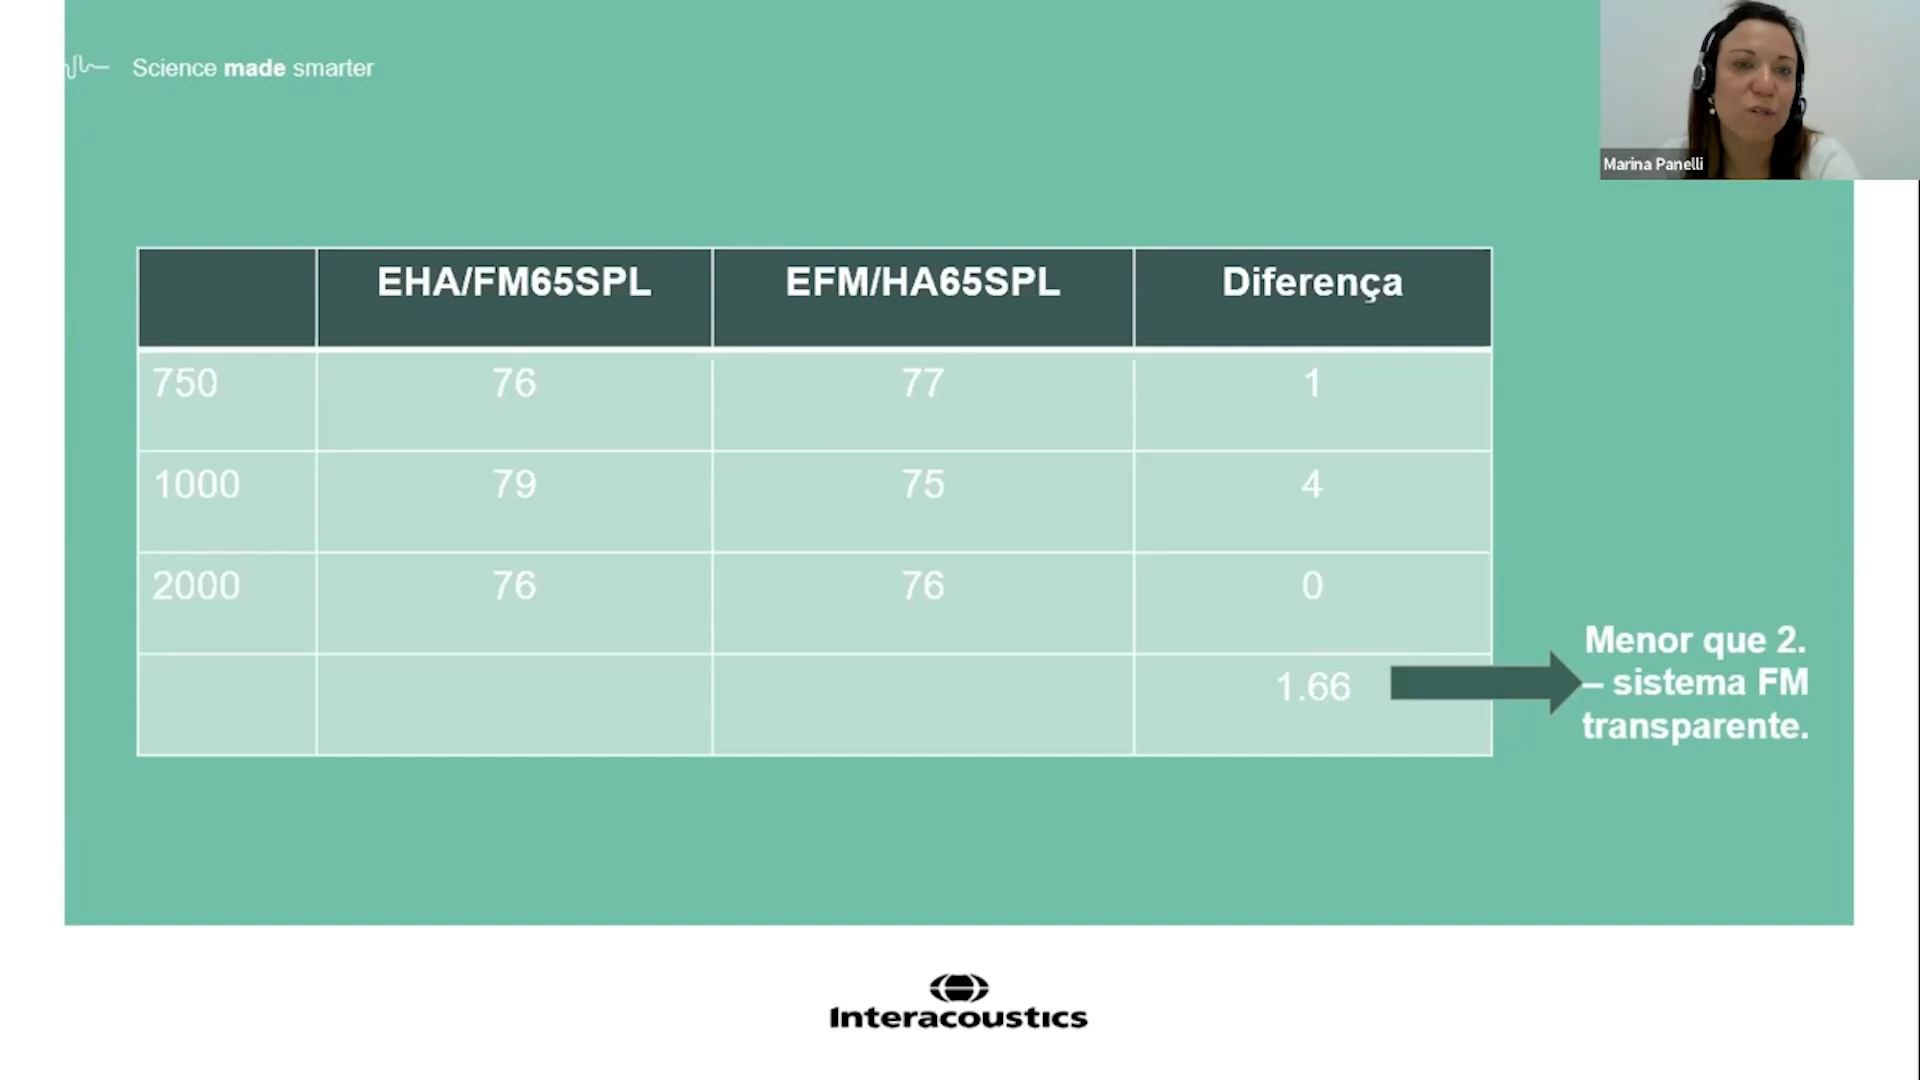 Science made smarter
Marina Panelli
EHA/FM65SPL EFM/HA65SPL Diferença
750 76 77 1
1000 79 75 4
2000 76 76 0
1.66
Menor que 2.
– sistema FM
transparente.
Interacoustics